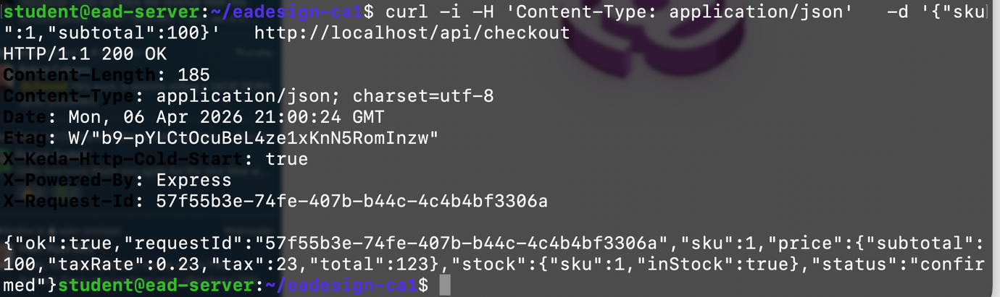 student@ead-server:~/eadesign-ca1$ curl -i -H 'Content-Type: application/json'   -d '{"sku
":1,"subtotal":100}'   http://localhost/api/checkout
HTTP/1.1 200 OK
Content-Length: 185
Content-Type: application/json; charset=utf-8
Date: Mon, 06 Apr 2026 21:00:24 GMT
Etag: W/"b9-pYLCtOcuBeL4ze1xKnN5RomInzw"
X-Keda-Http-Cold-Start: true
X-Powered-By: Express
X-Request-Id: 57f55b3e-74fe-407b-b44c-4c4b4bf3306a

{"ok":true,"requestId":"57f55b3e-74fe-407b-b44c-4c4b4bf3306a","sku":1,"price":{"subtotal":
100,"taxRate":0.23,"tax":23,"total":123},"stock":{"sku":1,"inStock":true},"status":"confir
med"}student@ead-server:~/eadesign-ca1$